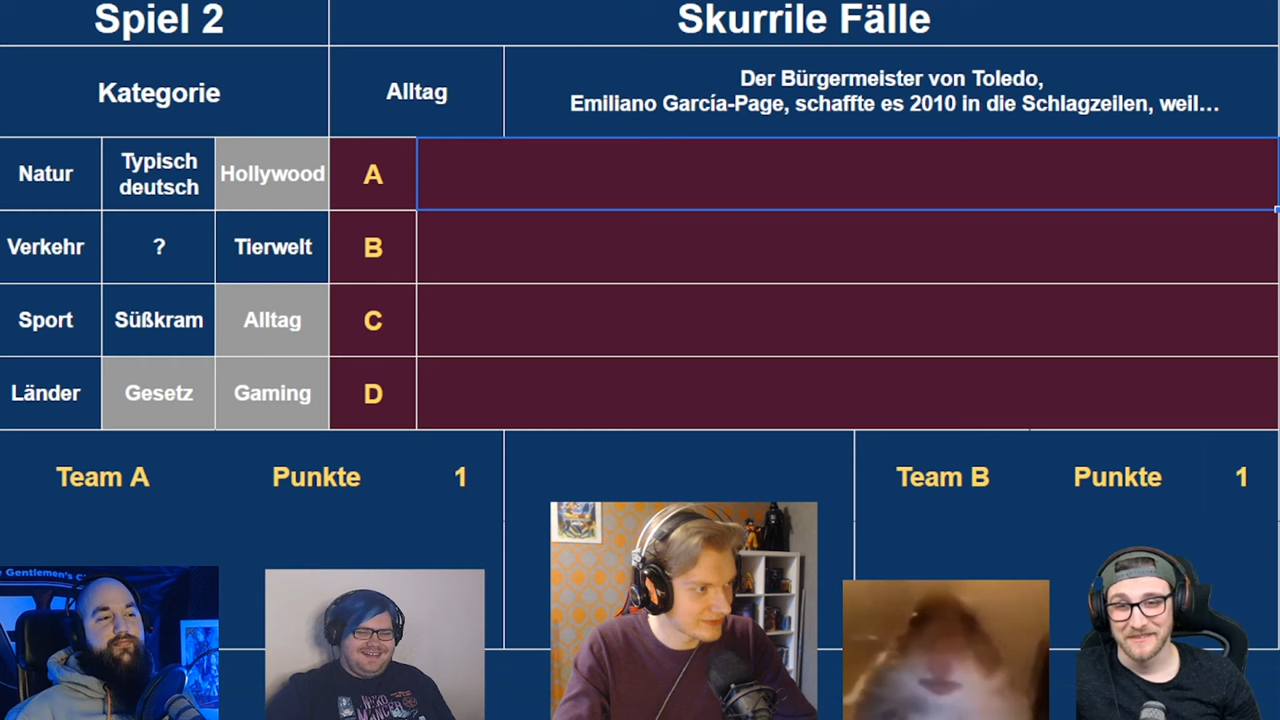 Spiel 2
Skurrile Fälle
Kategorie
Alltag
Der Bürgermeister von Toledo,
Emiliano García-Page, schaffte es 2010 in die Schlagzeilen, weil…
Natur
Typisch
deutsch
Hollywood
A
Verkehr
?
Tierwelt
B
Sport
Süßkram
Alltag
C
Länder
Gesetz
Gaming
D
Team A
Punkte
1
Team B
Punkte
1
Gentlemen's